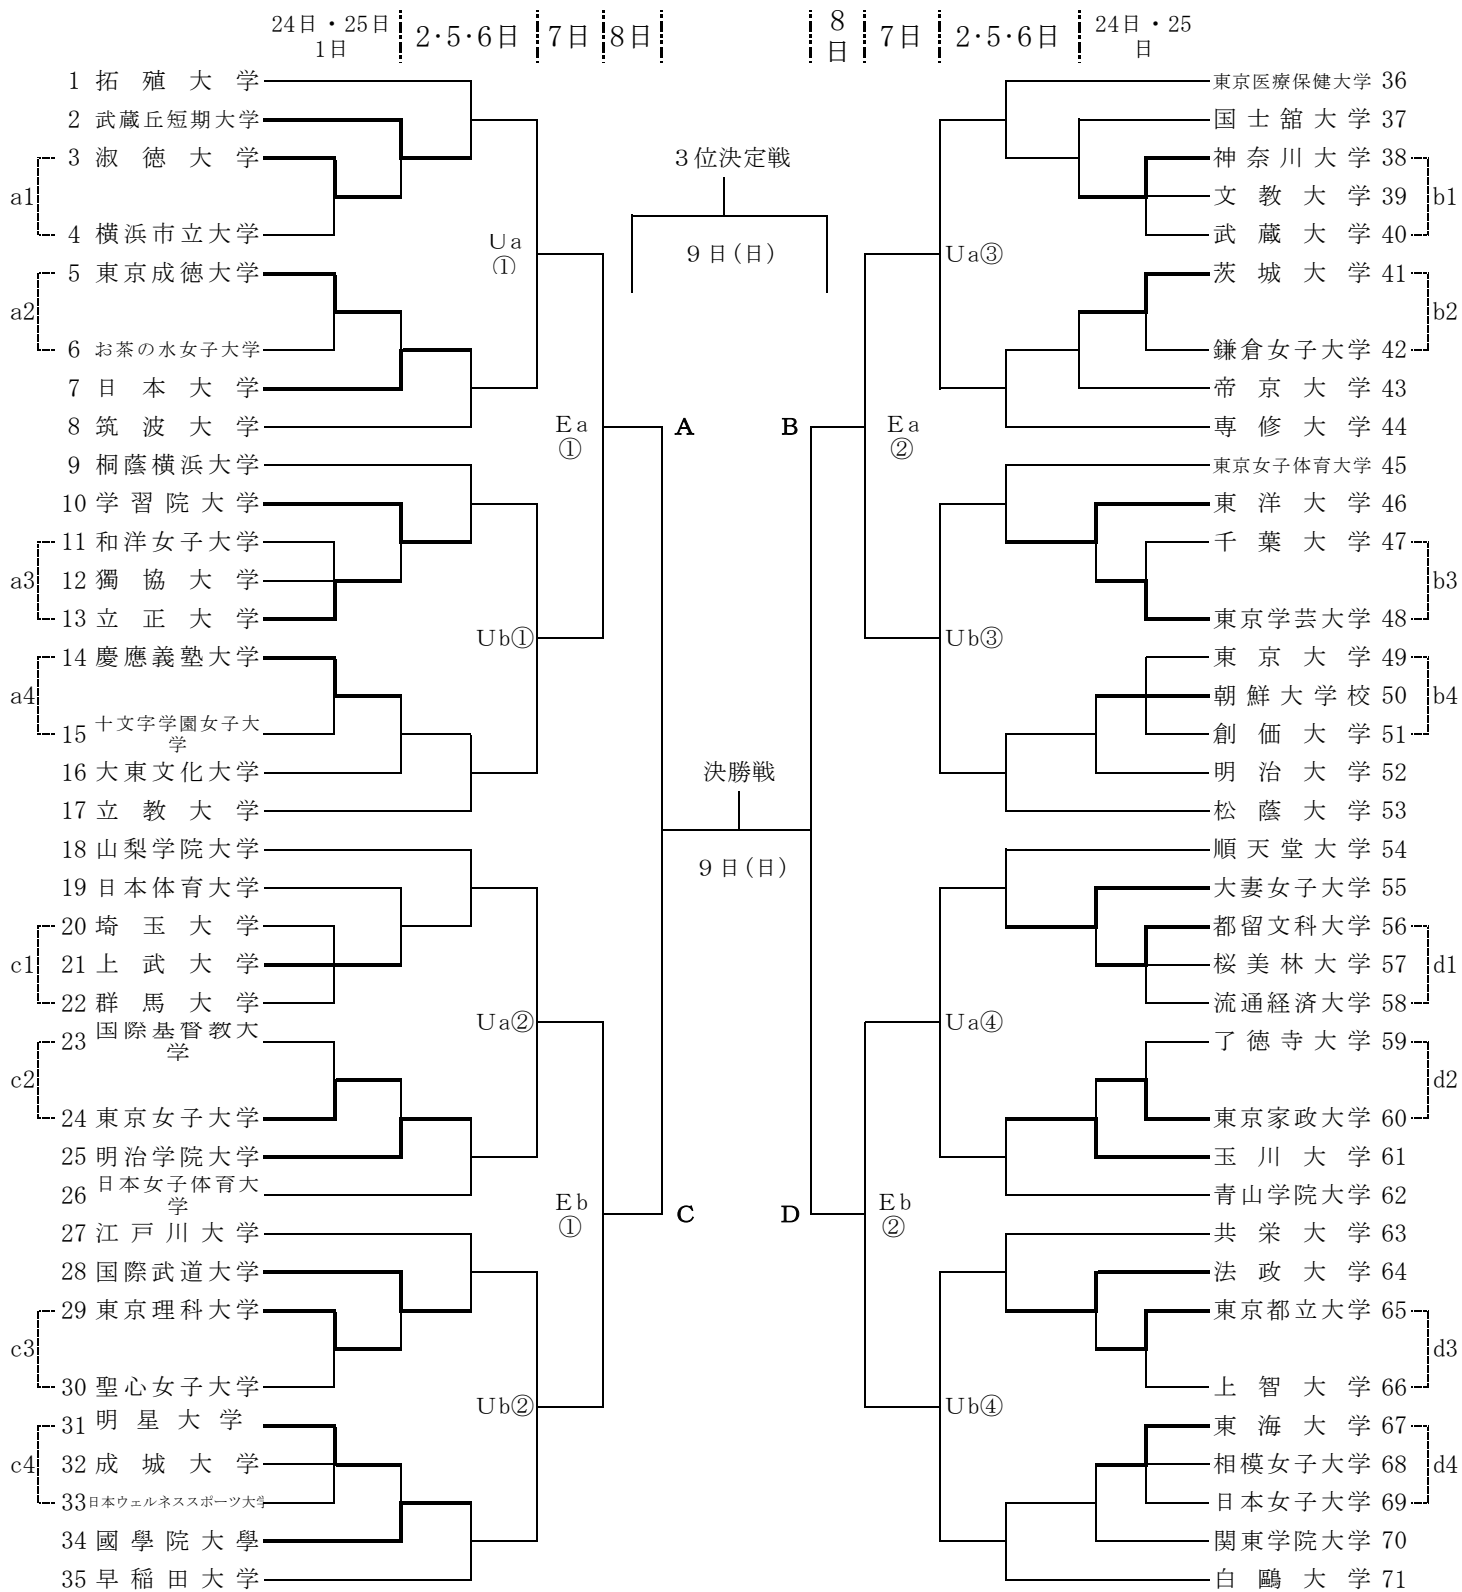 24日・25日
1日
2・5・6日
7日
8日
8
日
7日
2・5・6日
24日・25
日
1 拓殖大学
2 武蔵丘短期大学
3 淑徳大学
a1
4 横浜市立大学
5 東京成徳大学
a2
6 お茶の水女子大学
7 日本大学
8 筑波大学
9 桐蔭横浜大学
10 学習院大学
11 和洋女子大学
a3
12 獨協大学
13 立正大学
14 慶應義塾大学
a4
15 十文字学園女子大
学
16 大東文化大学
17 立教大学
18 山梨学院大学
19 日本体育大学
20 埼玉大学
c1
21 上武大学
22 群馬大学
23 国際基督教大
学
c2
24 東京女子大学
25 明治学院大学
26 日本女子体育大
学
27 江戸川大学
28 国際武道大学
29 東京理科大学
c3
30 聖心女子大学
31 明星大学
c4
32 成城大学
33 日本ウェルネススポーツ大学
34 國學院大學
35 早稲田大学
Ua
①
Ub①
Ua②
Ub②
Ea
①
Eb
①
A
C
3位決定戦
9日(日)
決勝戦
9日(日)
B
D
Ea
②
Eb
②
Ua③
Ub③
Ua④
Ub④
東京医療保健大学 36
国士舘大学 37
神奈川大学 38
文教大学 39
b1
武蔵大学 40
茨城大学 41
b2
鎌倉女子大学 42
帝京大学 43
専修大学 44
東京女子体育大学 45
東洋大学 46
千葉大学 47
b3
東京学芸大学 48
東京大学 49
朝鮮大学校 50
b4
創価大学 51
明治大学 52
松蔭大学 53
順天堂大学 54
大妻女子大学 55
都留文科大学 56
桜美林大学 57
d1
流通経済大学 58
了徳寺大学 59
d2
東京家政大学 60
玉川大学 61
青山学院大学 62
共栄大学 63
法政大学 64
東京都立大学 65
d3
上智大学 66
東海大学 67
相模女子大学 68
d4
日本女子大学 69
関東学院大学 70
白鷗大学 71